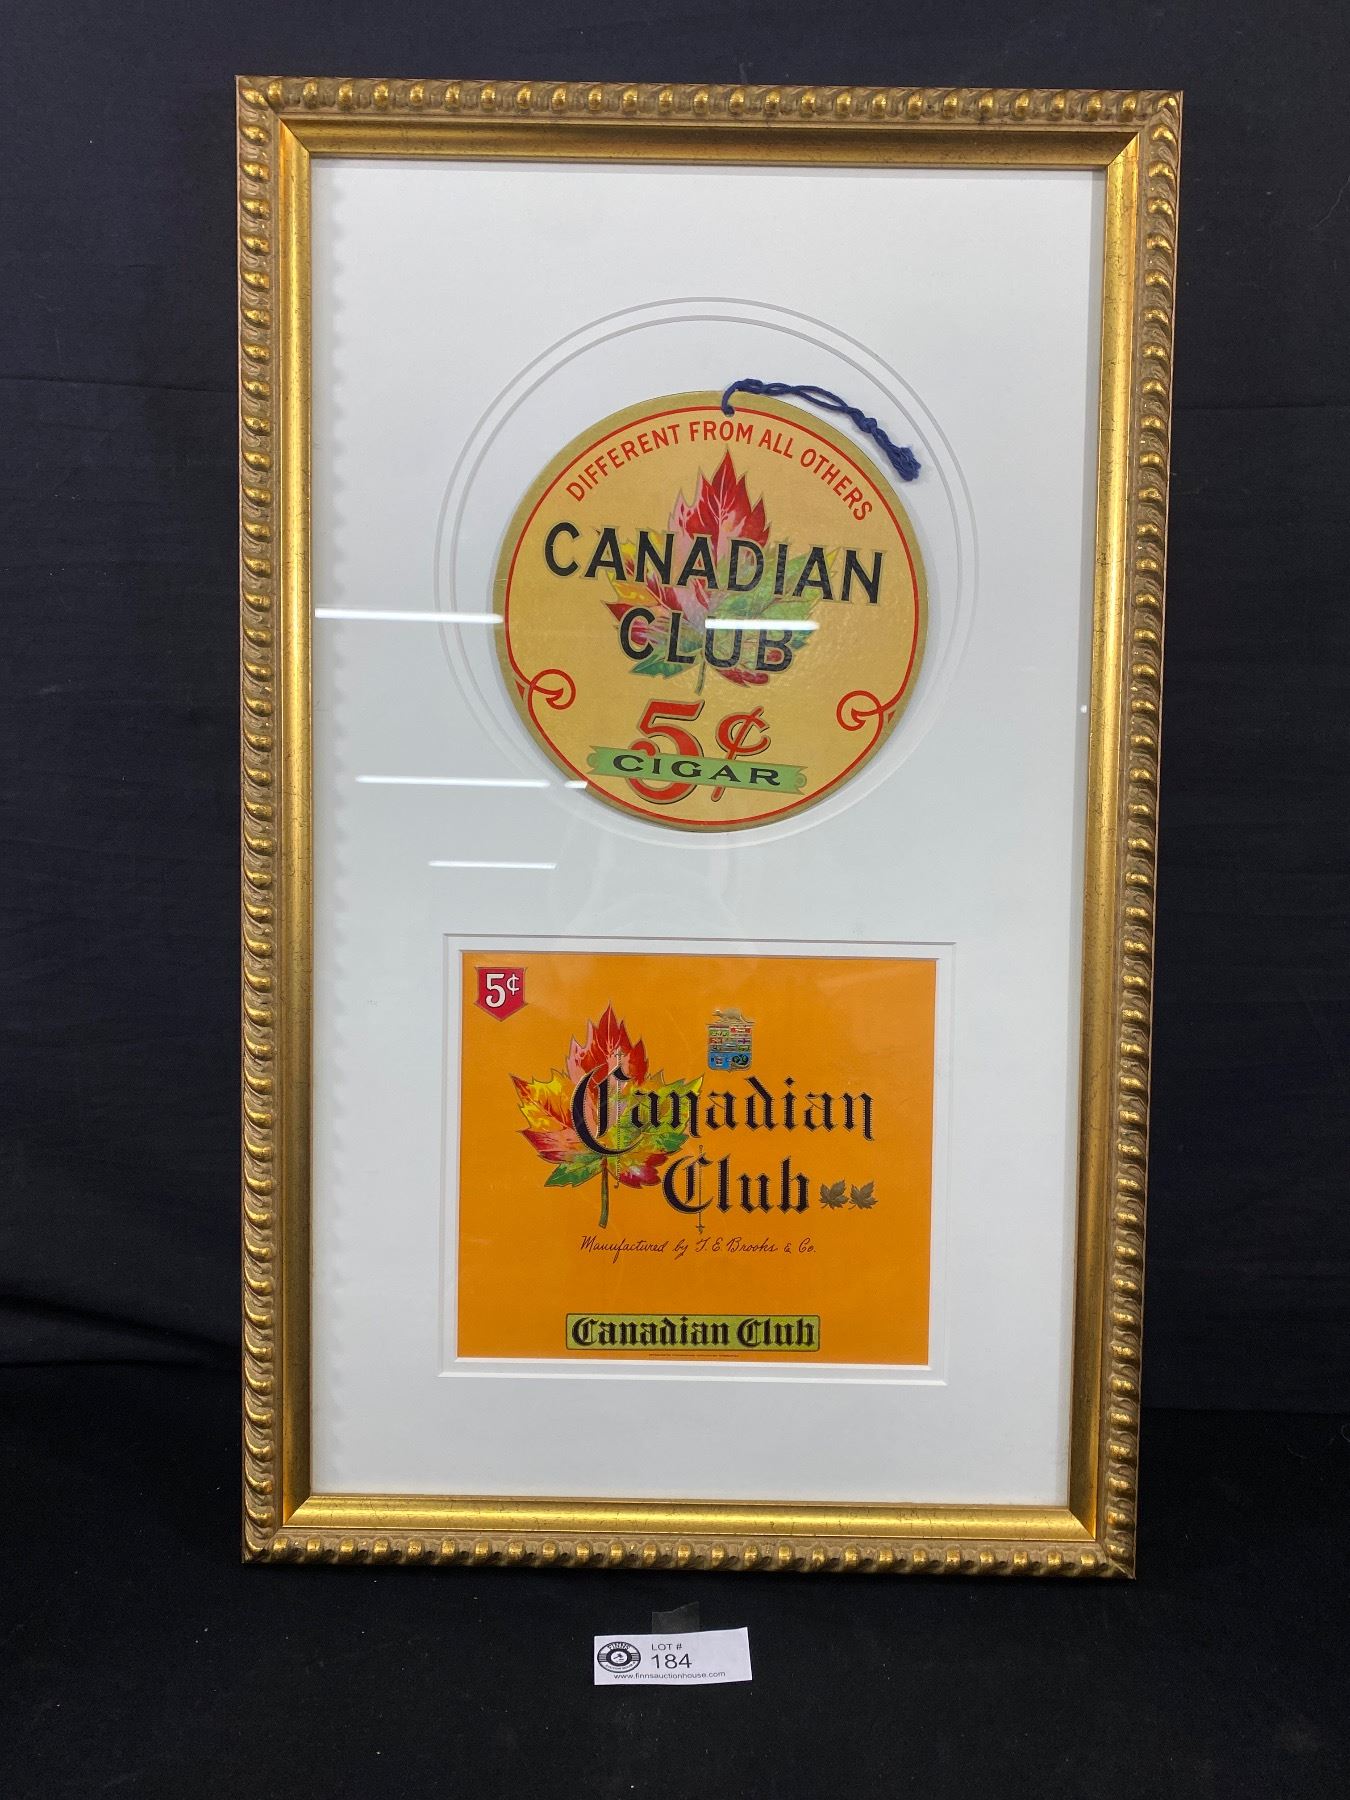 DIFFERENT FROM ALL OTHERS
CANADIAN
CLUB
5¢
CIGAR
5¢
Canadian
Club
Manufactured by T. E. Brooks & Co.
Canadian Club
FINNS
LOT #
184
www.finnsauctionhouse.com